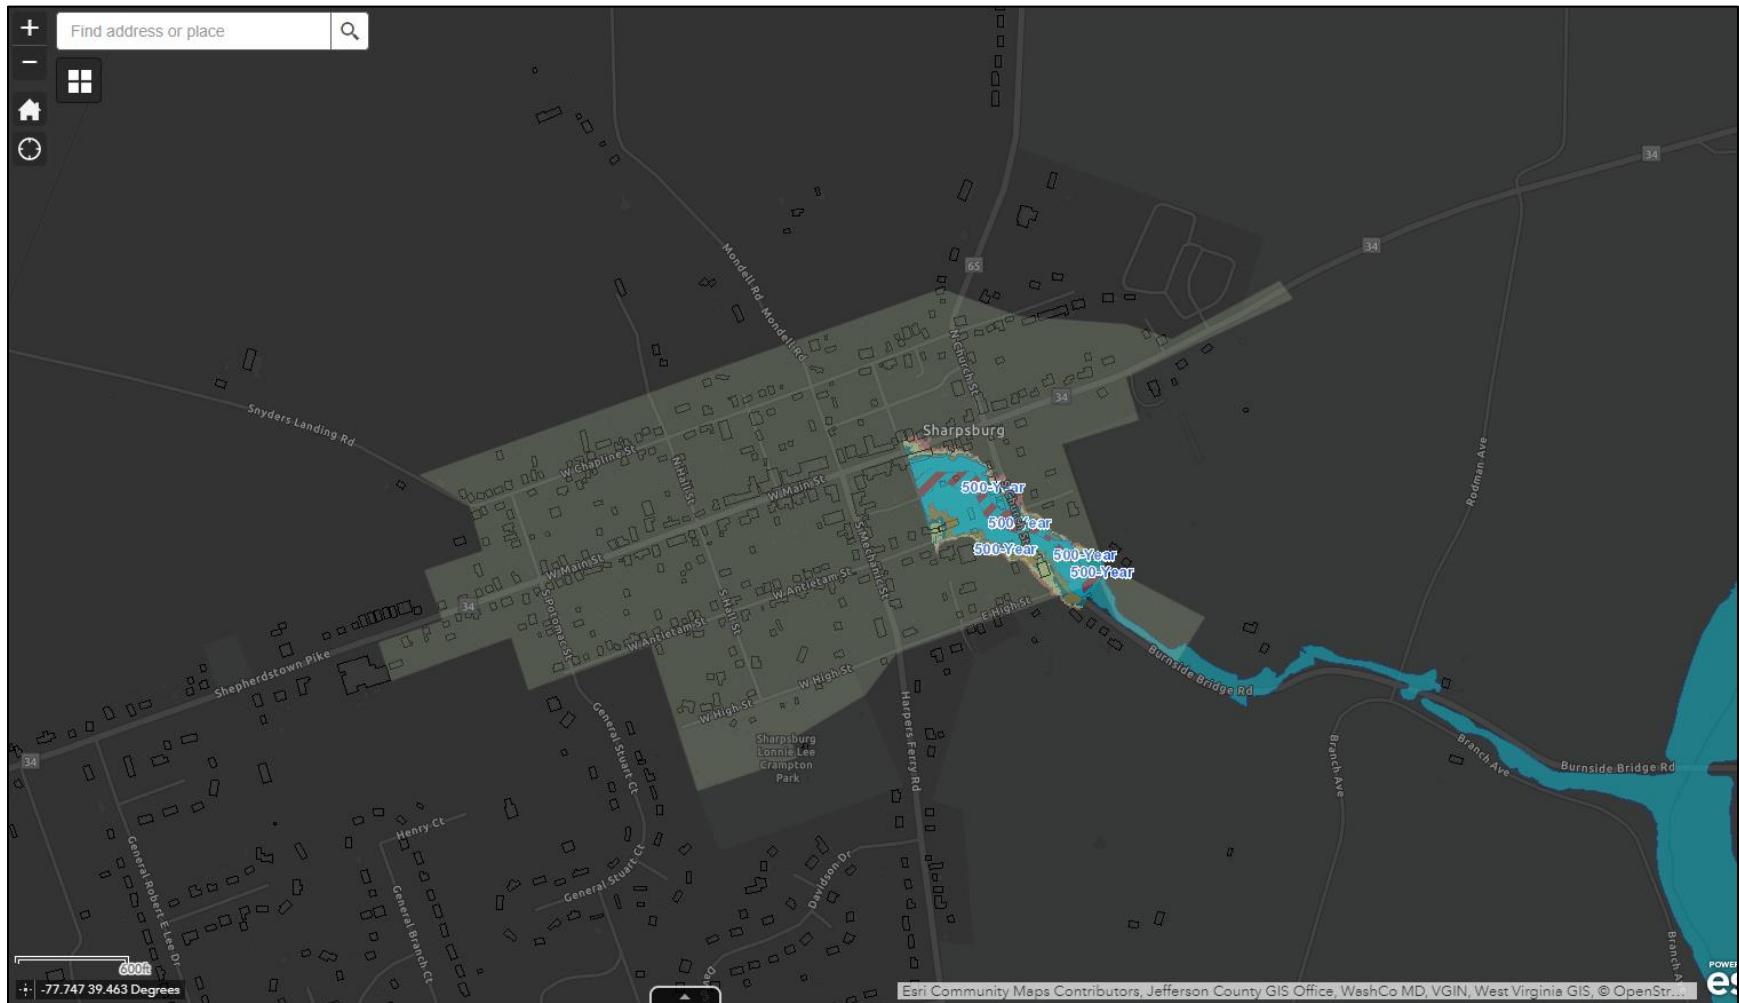 +
Find address or place
−
34
34
65
Mondell Rd
Mondell Rd
N Church St
34
Snyders Landing Rd
Sharpsburg
W Chapline St
N Hall St
W Main St
Rodman Ave
500-Year
500-Year
500-Year
500-Year
500-Year
S Mechanic St
W Main St
W Antietam St
34
S Potomac St
S Hall St
E High St
W Antietam St
Shepherdstown Pike
W High St
Burnside Bridge Rd
W High St
Harpers Ferry Rd
General Stuart Ct
Sharpsburg
Lonnie Lee
Crampton
Park
34
Branch Ave
Branch Ave
Burnside Bridge Rd
Henry Ct
General Robert E Lee Dr
General Stuart Ct
Davidson Dr
General Branch Ct
Branch A
600ft
-77.747 39.463 Degrees
Da
Esri Community Maps Contributors, Jefferson County GIS Office, WashCo MD, VGIN, West Virginia GIS, © OpenStr...
POWER
es